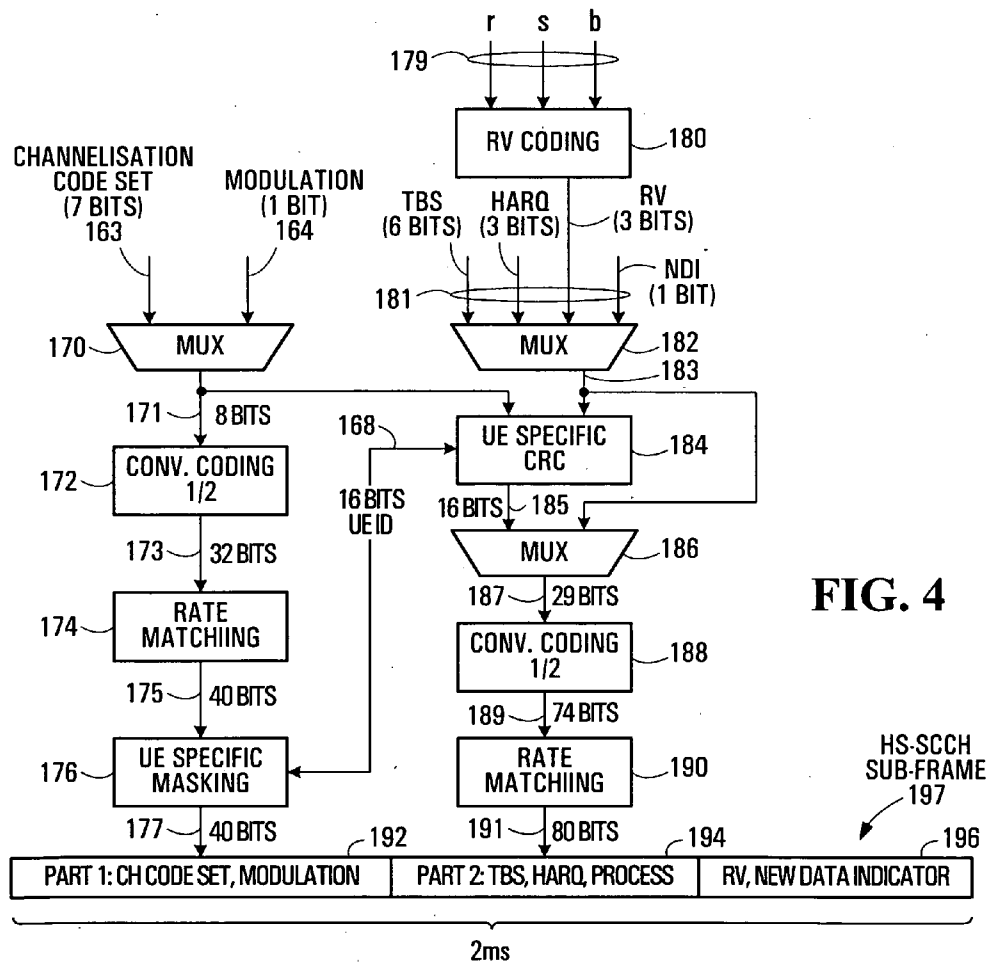 r s b
179
RV CODING 180
CHANNELISATION
CODE SET
(7 BITS)
163
MODULATION
(1 BIT)
164
TBS
(6 BITS)
HARQ
(3 BITS)
RV
(3 BITS)
NDI
(1 BIT)
181
170 MUX
MUX 182
183
171 8 BITS
168
172 CONV. CODING
1/2
16 BITS
UE ID
UE SPECIFIC
CRC 184
16 BITS 185
MUX 186
173 32 BITS
187 29 BITS
FIG. 4
174 RATE
MATCHIING
CONV. CODING
1/2 188
175 40 BITS
189 74 BITS
176 UE SPECIFIC
MASKING
RATE
MATCHIING 190
HS-SCCH
SUB-FRAME
197
177 40 BITS
191 80 BITS
192 194 196
PART 1: CH CODE SET, MODULATION PART 2: TBS, HARQ, PROCESS RV, NEW DATA INDICATOR
2ms